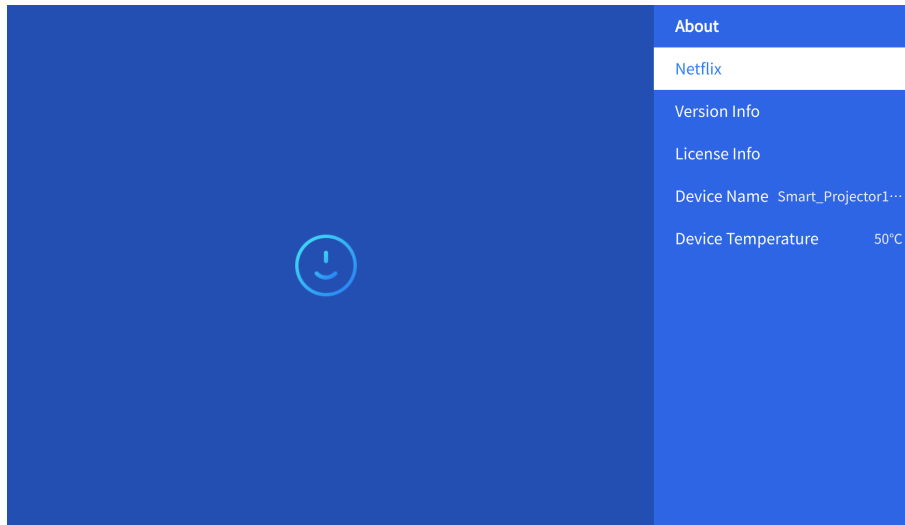 About
Netflix
Version Info
License Info
Device Name Smart_Projector1···
Device Temperature 50°C